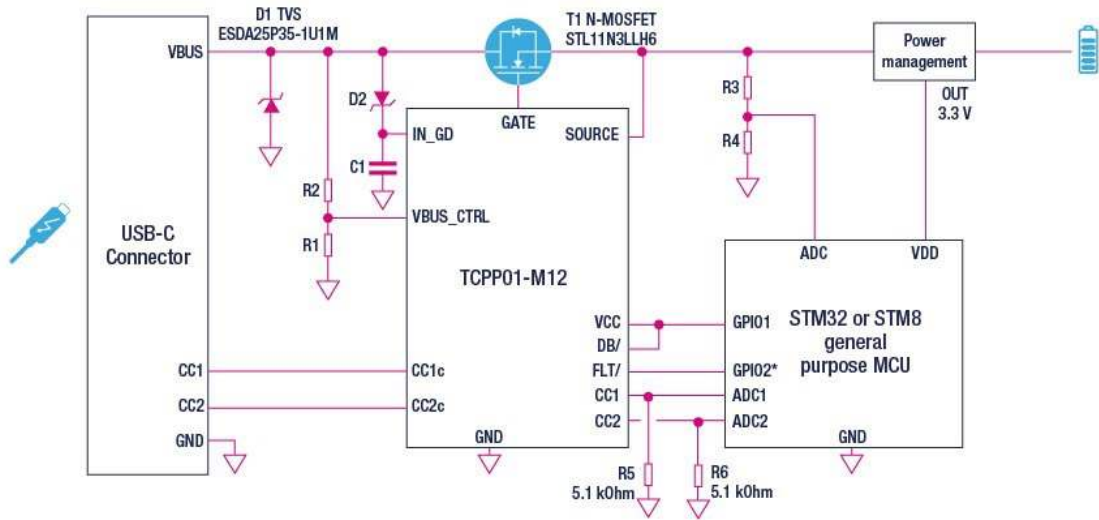 D1 TVS
ESDA25P35-1U1M
T1 N-MOSFET
STL11N3LLH6
VBUS
Power
management
R3
D2
GATE
OUT
3.3 V
IN_GD
SOURCE
R4
C1
R2
VBUS_CTRL
USB-C
Connector
R1
ADC
VDD
TCPP01-M12
STM32 or STM8
general
purpose MCU
VCC
GPIO1
DB/
CC1
CC1c
FLT/
GPIO2*
CC1
ADC1
CC2
CC2c
CC2
ADC2
GND
GND
GND
R5
5.1 kOhm
R6
5.1 kOhm